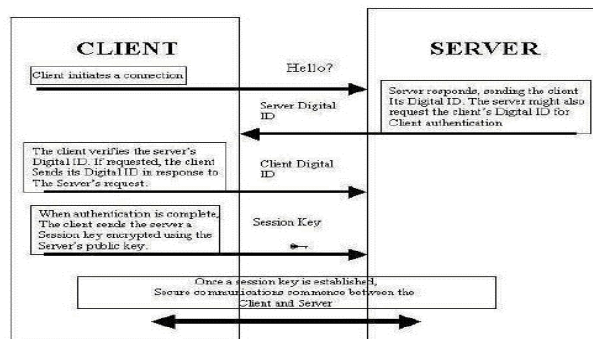 CLIENT
SERVER
Hello?
Client initiates a connection
Server responds, sending the client
Its Digital ID. The server might also
request the client's Digital ID for
Client authentication
Server Digital
ID
The client verifies the server's
Digital ID. If requested, the client
Sends its Digital ID in response to
The Server's request.
Client Digital
ID
When authentication is complete,
The client sends the server a
Session key encrypted using the
Server's public key.
Session Key
Once a session key is established,
Secure communications commence between the
Client and Server